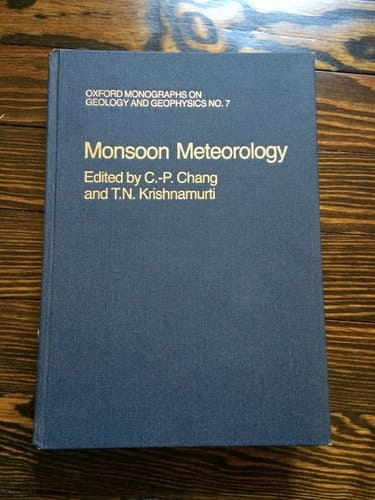 OXFORD MONOGRAPHS ON
GEOLOGY AND GEOPHYSICS NO. 7
Monsoon Meteorology
Edited by C.-P. Chang
and T.N. Krishnamurti